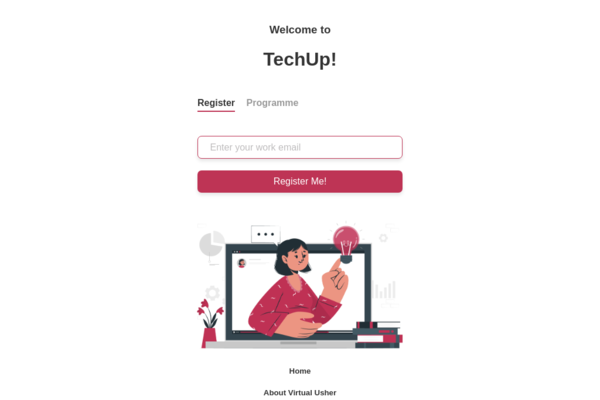 Welcome to
TechUp!
Register Programme
Enter your work email
Register Me!
Home
About Virtual Usher